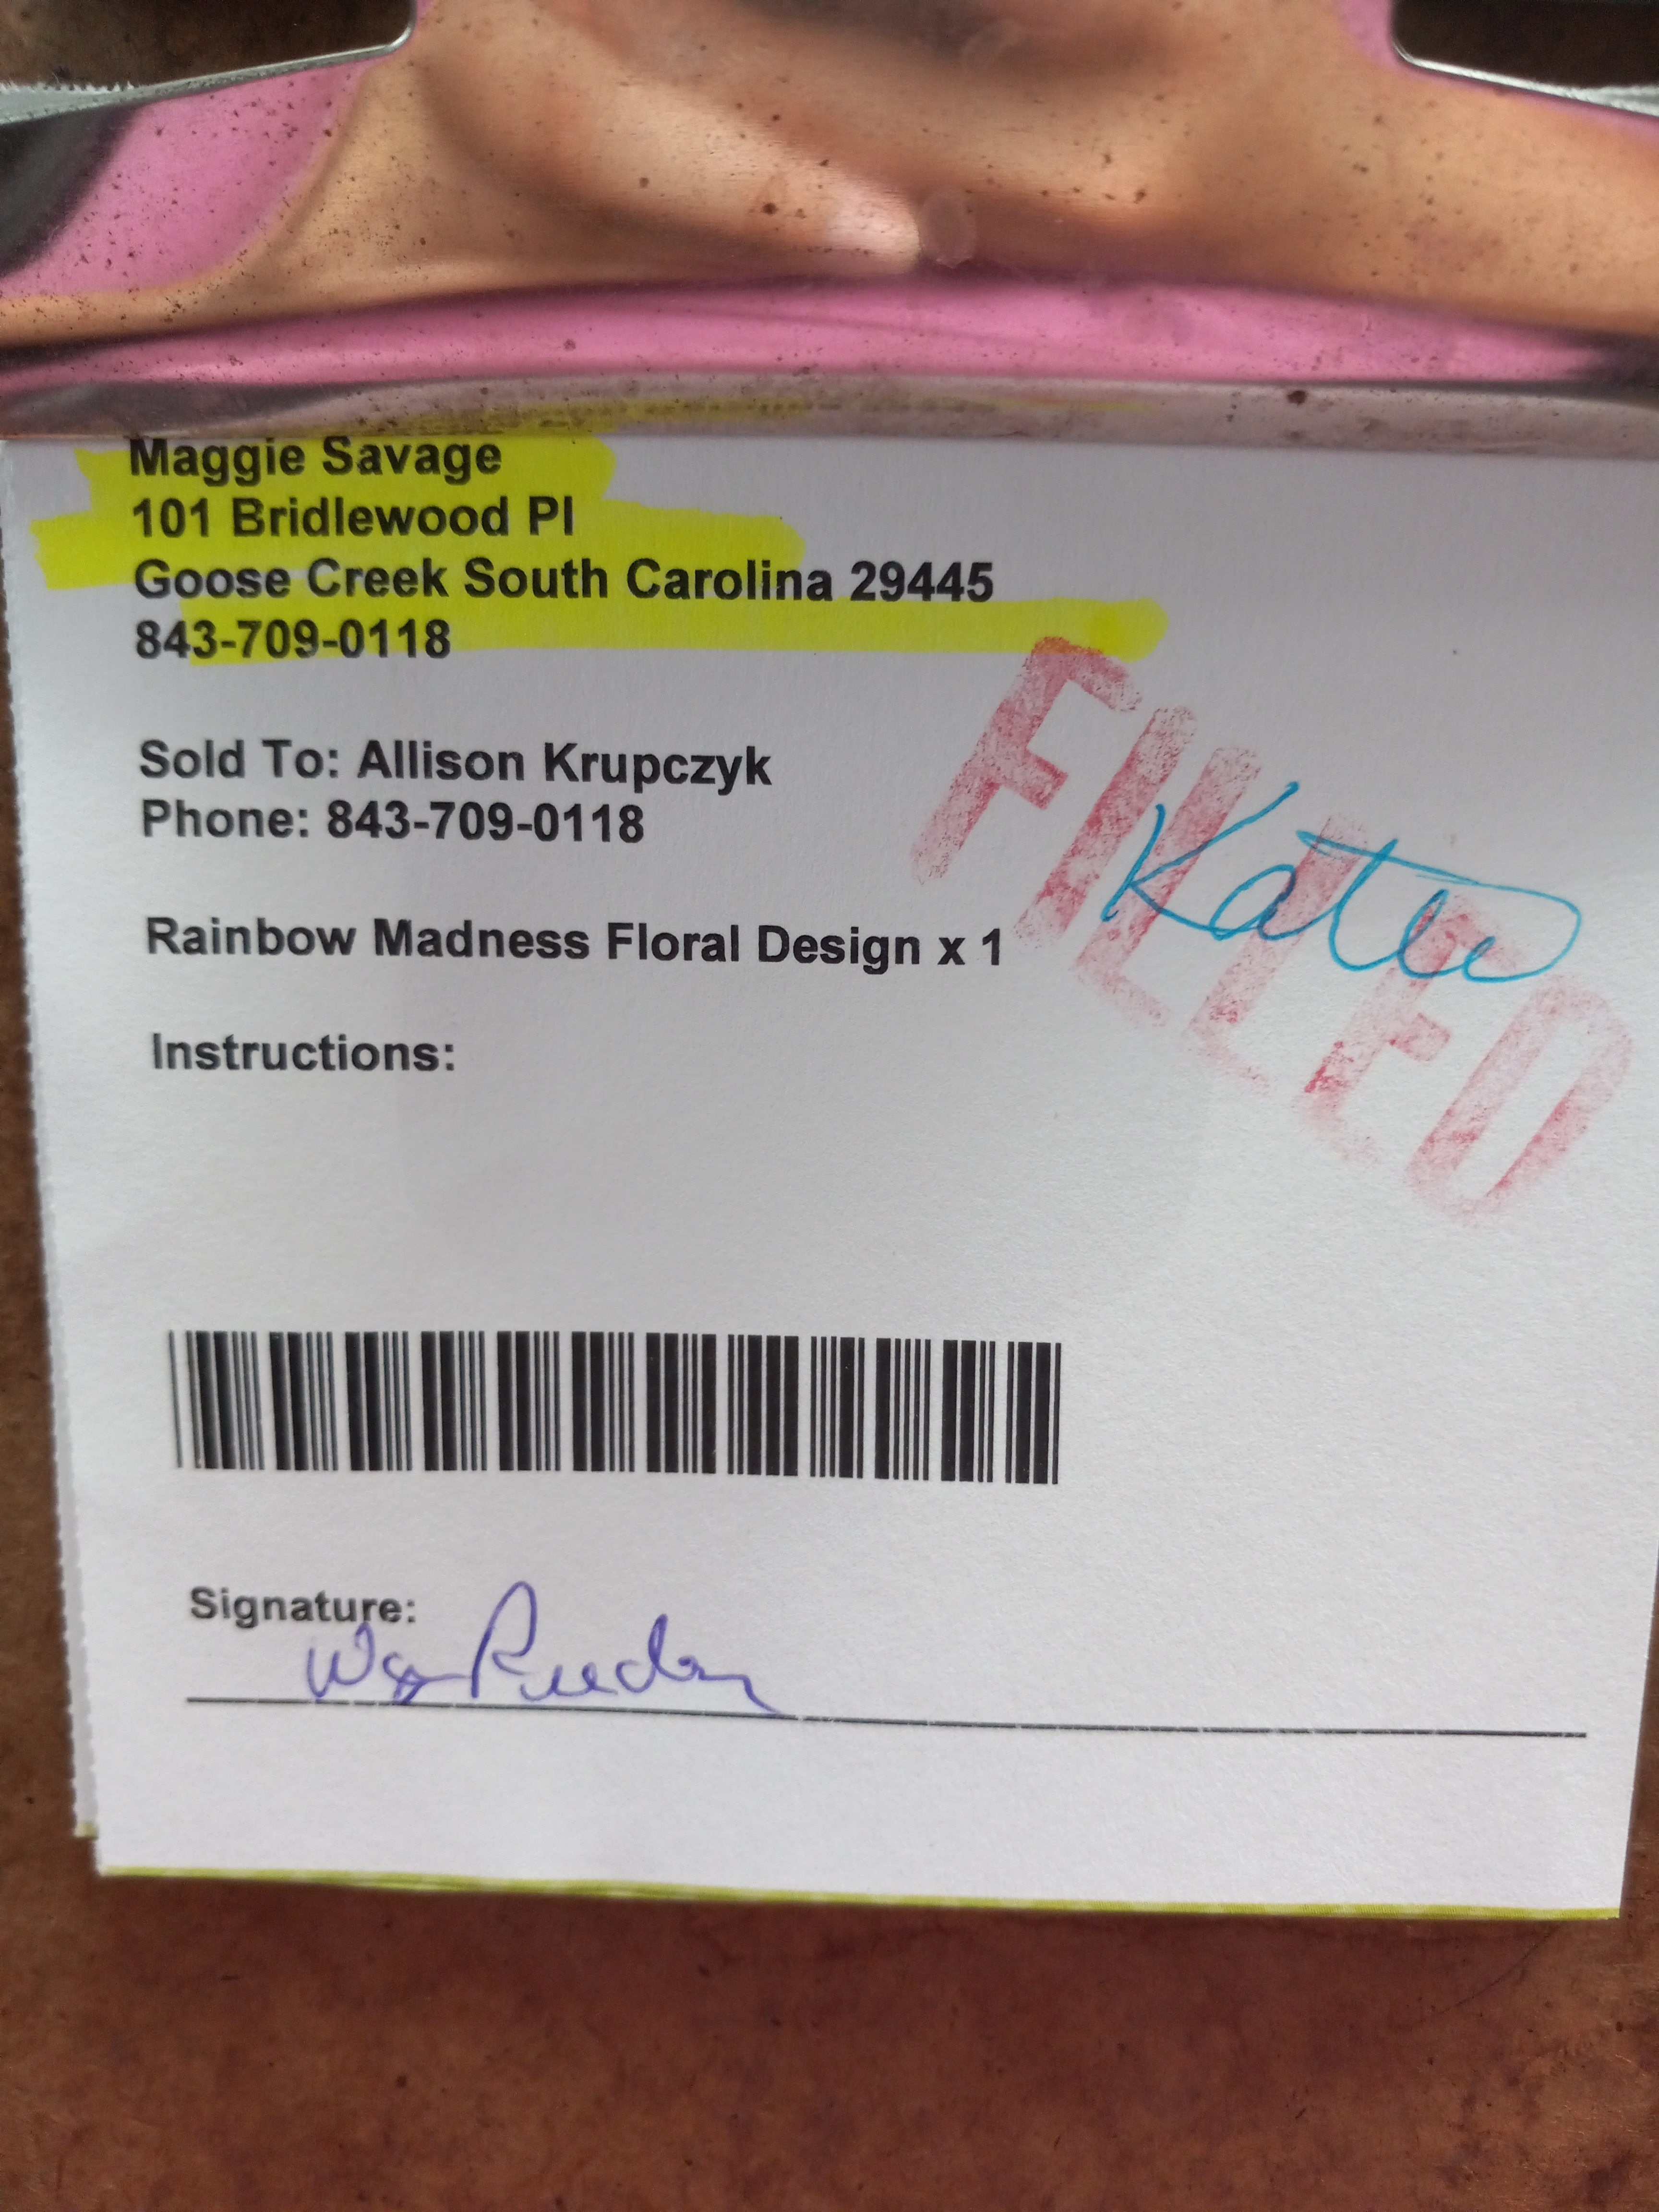 Maggie Savage
101 Bridlewood Pl
Goose Creek South Carolina 29445
843-709-0118
Sold To: Allison Krupczyk
Phone: 843-709-0118
FILLED
Katie
Rainbow Madness Floral Design x 1
Instructions:
Signature: